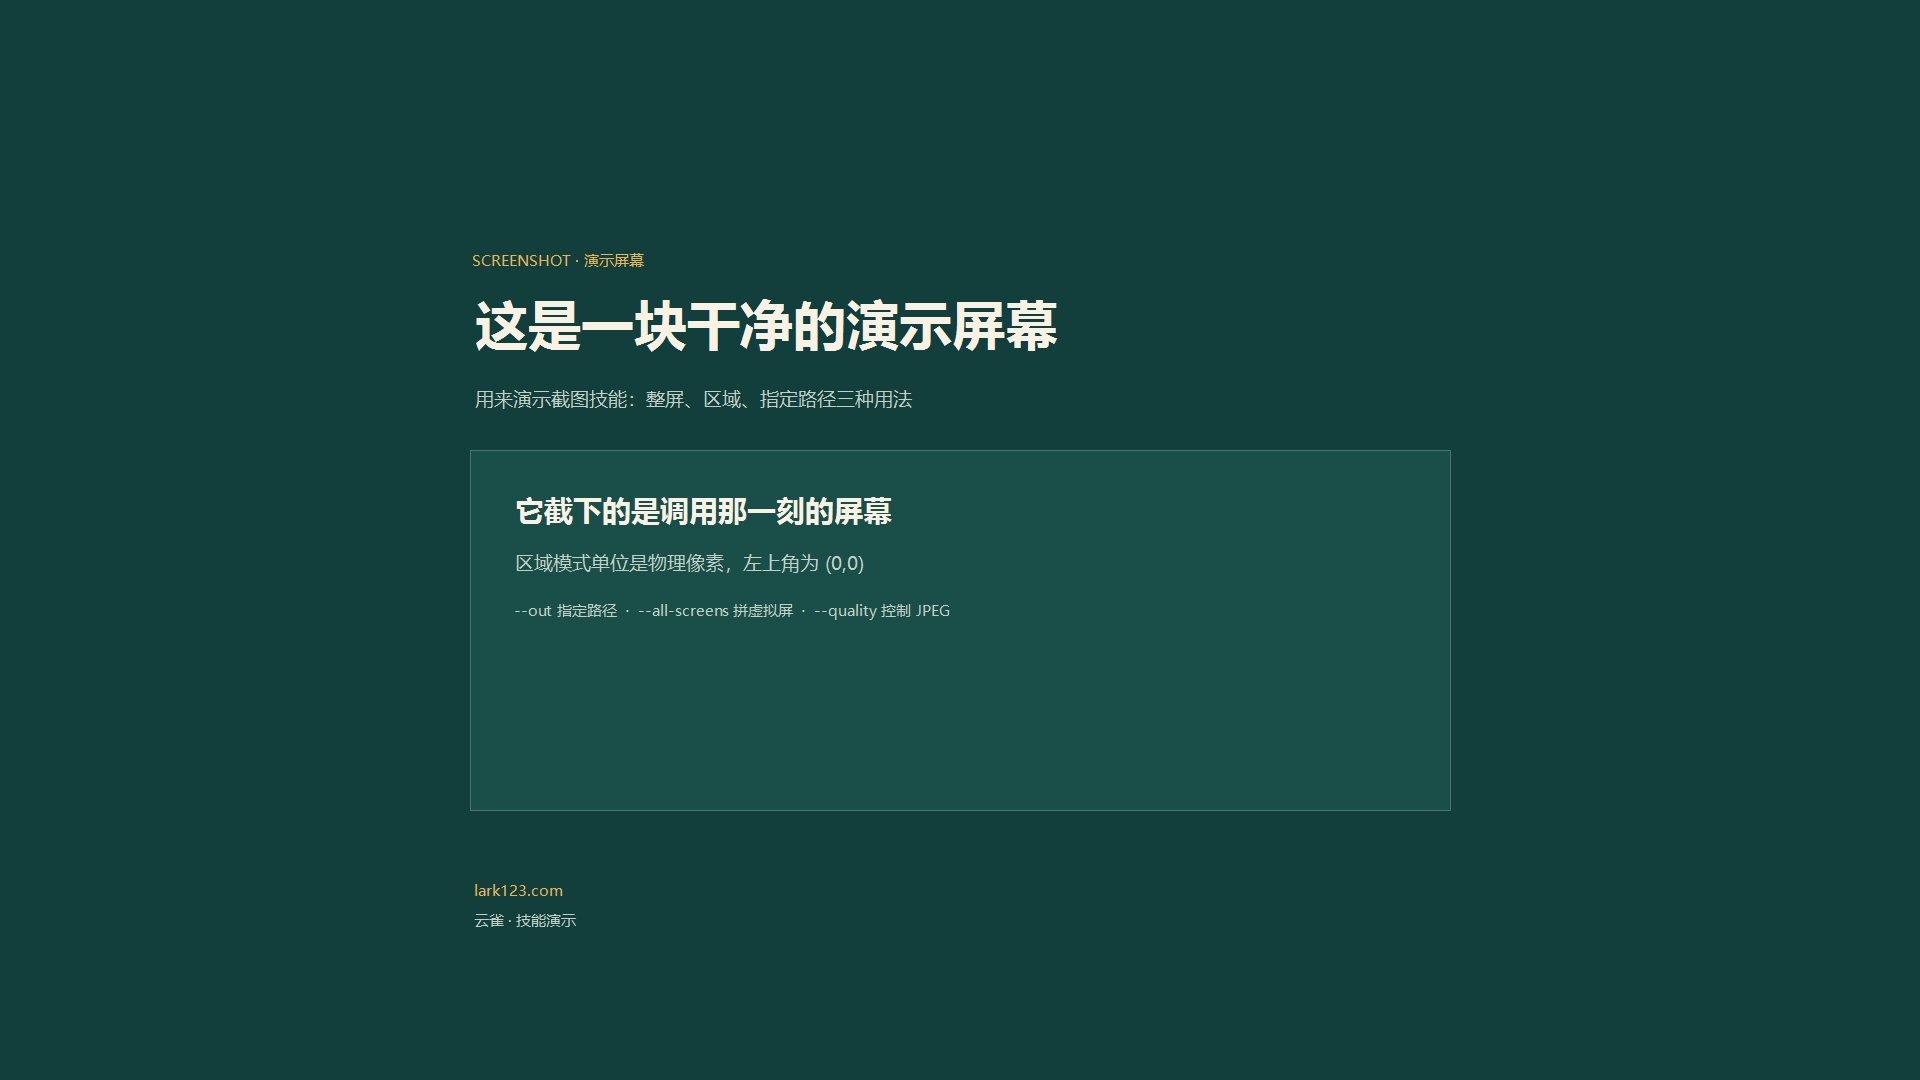 SCREENSHOT · 演示屏幕
这是一块干净的演示屏幕
用来演示截图技能：整屏、区域、指定路径三种用法
它截下的是调用那一刻的屏幕
区域模式单位是物理像素，左上角为 (0,0)
--out 指定路径 · --all-screens 拼虚拟屏 · --quality 控制 JPEG
lark123.com
云雀 · 技能演示